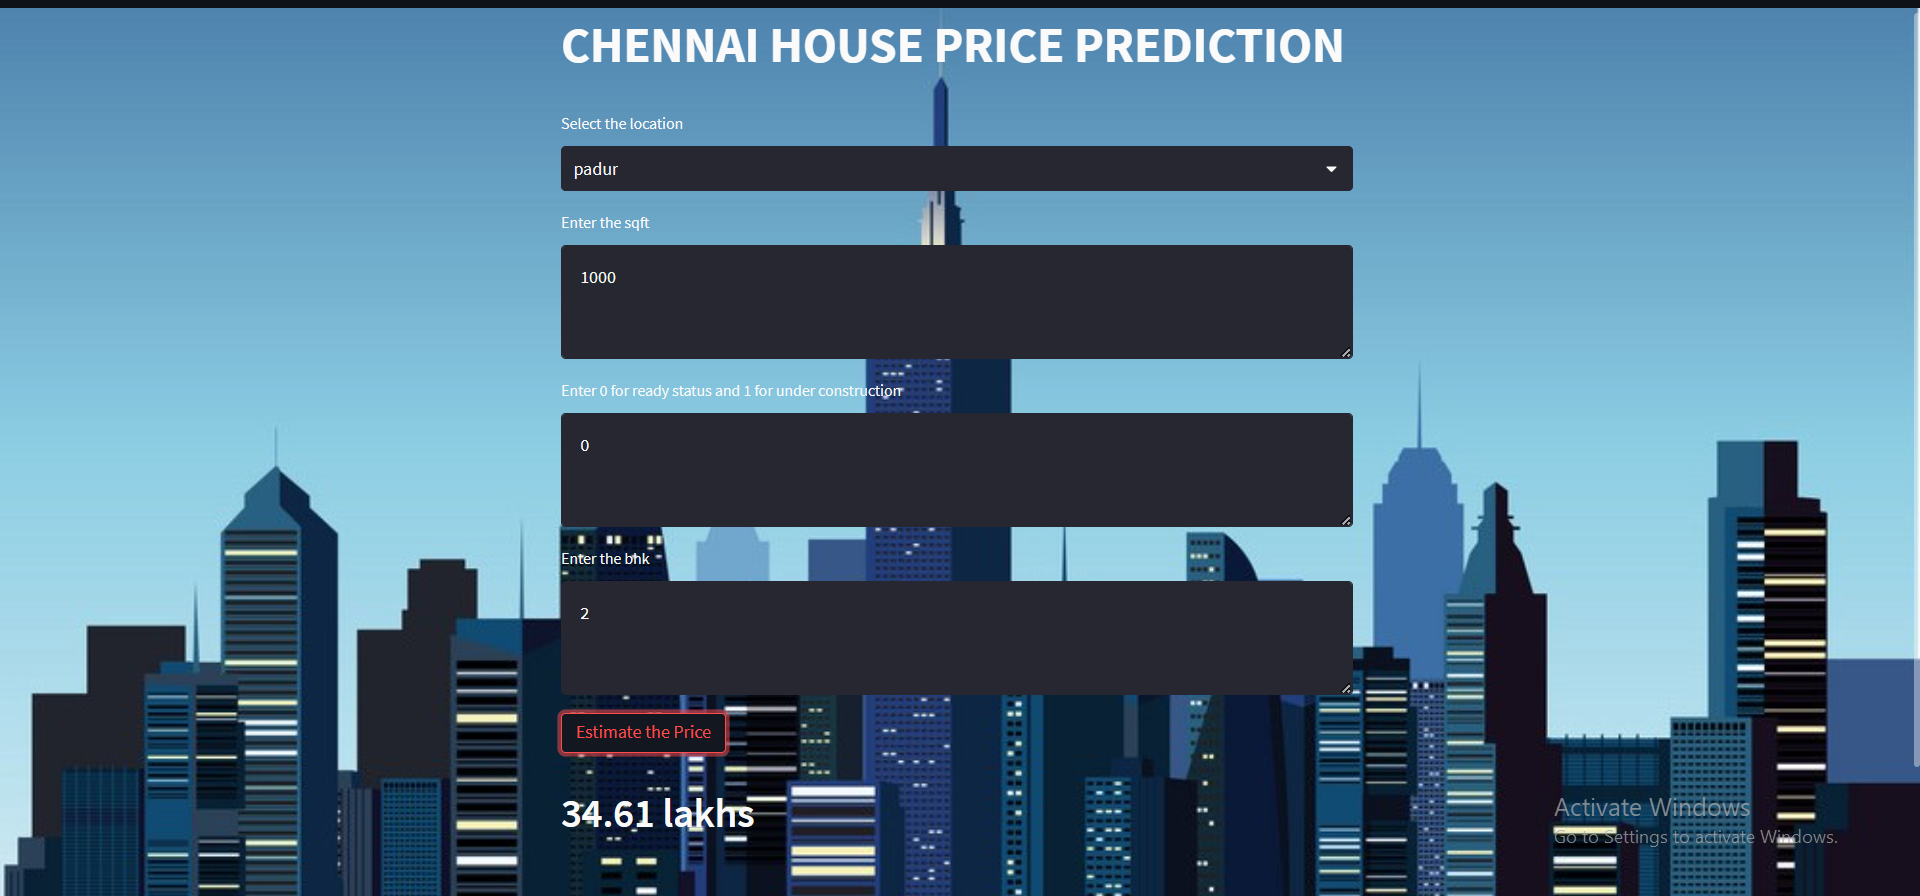 CHENNAI HOUSE PRICE PREDICTION
Select the location
padur
Enter the sqft
1000
Enter 0 for ready status and 1 for under construction
0
Enter the bhk
2
Estimate the Price
34.61 lakhs
Activate Windows
Go to Settings to activate Windows.